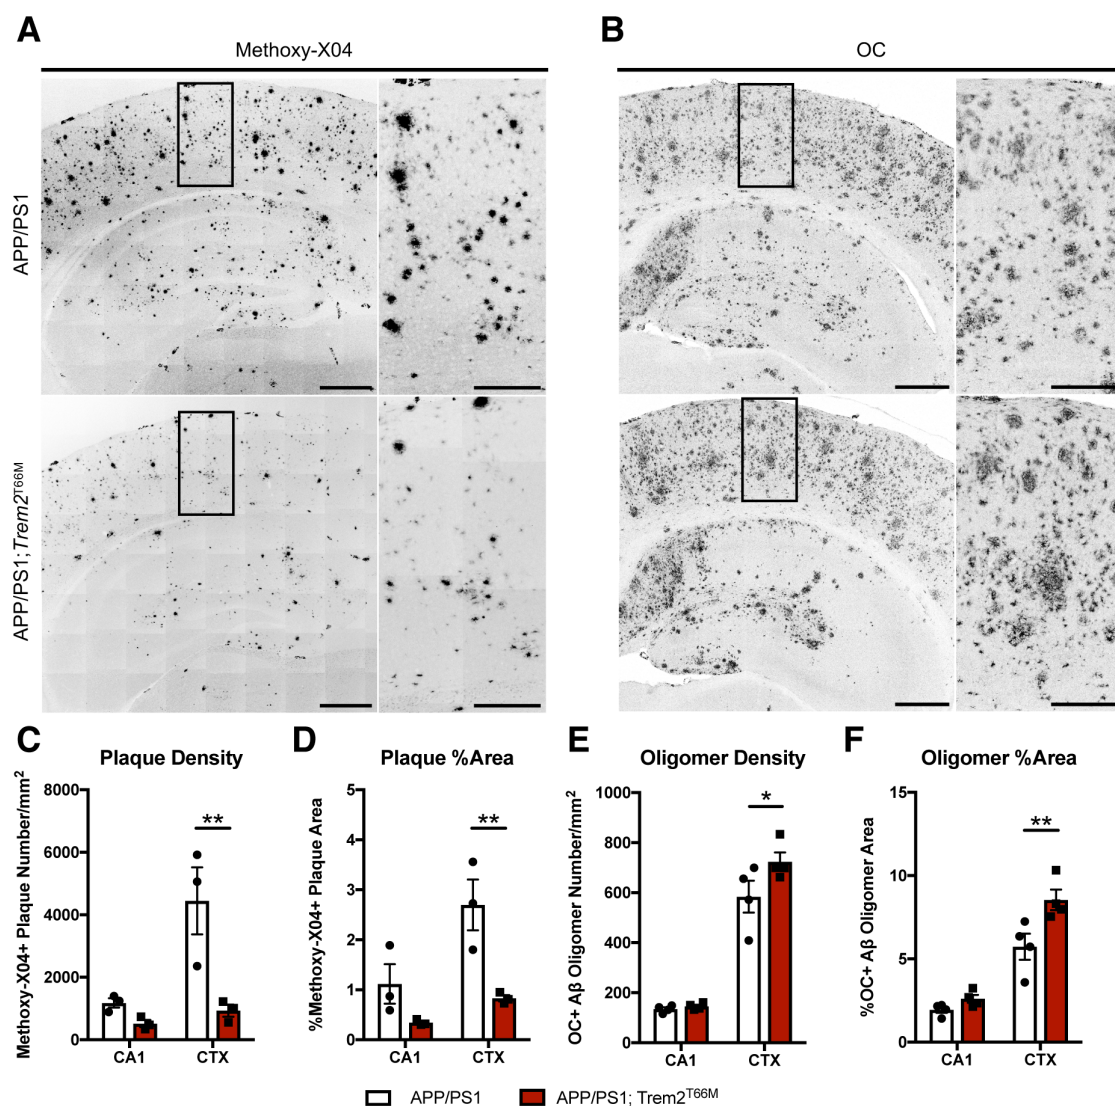 A
Methoxy-X04
B
OC
APP/PS1
APP/PS1;Trem2T66M
C
Plaque Density
Methoxy-X04+ Plaque Number/mm²
8000
6000
4000
2000
0
**
CA1
CTX
D
Plaque %Area
%Methoxy-X04+ Plaque Area
5
4
3
2
1
0
**
CA1
CTX
E
Oligomer Density
OC+ Aβ Oligomer Number/mm²
1000
800
600
400
200
0
*
CA1
CTX
F
Oligomer %Area
%OC+ Aβ Oligomer Area
15
10
5
0
**
CA1
CTX
APP/PS1
APP/PS1; Trem2T66M